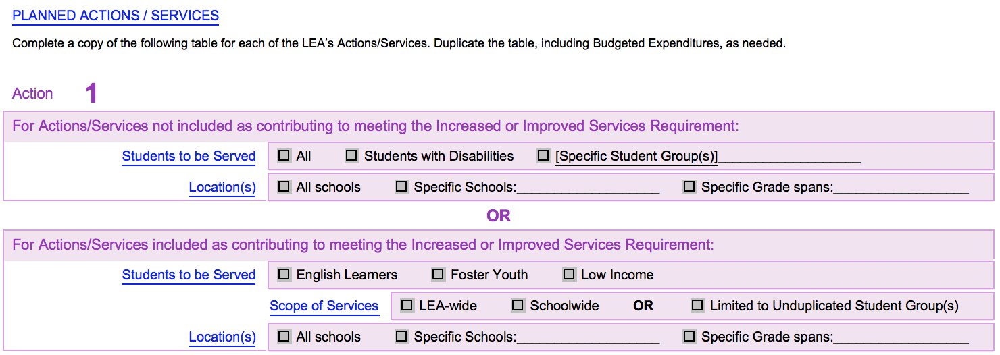 PLANNED ACTIONS / SERVICES
Complete a copy of the following table for each of the LEA’s Actions/Services. Duplicate the table, including Budgeted Expenditures, as needed.
Action 1
For Actions/Services not included as contributing to meeting the Increased or Improved Services Requirement:
Students to be Served ☐ All ☐ Students with Disabilities ☐ [Specific Student Group(s)]___________________
Location(s) ☐ All schools ☐ Specific Schools:___________________ ☐ Specific Grade spans:__________________
OR
For Actions/Services included as contributing to meeting the Increased or Improved Services Requirement:
Students to be Served ☐ English Learners ☐ Foster Youth ☐ Low Income
Scope of Services ☐ LEA-wide ☐ Schoolwide OR ☐ Limited to Unduplicated Student Group(s)
Location(s) ☐ All schools ☐ Specific Schools:___________________ ☐ Specific Grade spans:__________________